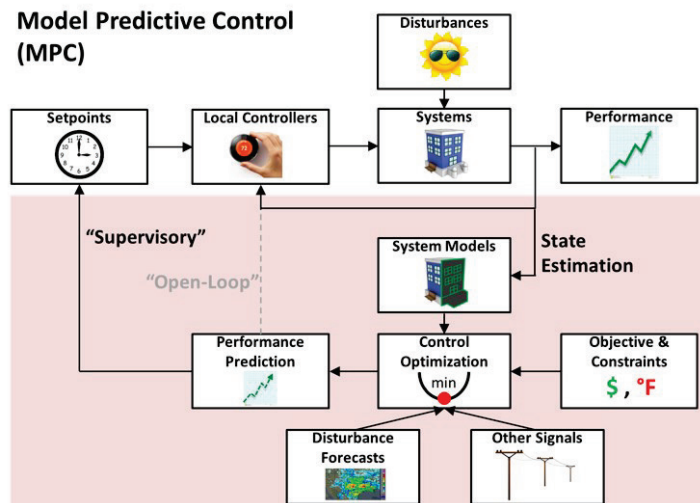 Model Predictive Control
(MPC)
Disturbances
Setpoints
Local Controllers
Systems
Performance
"Supervisory"
"Open-Loop"
System Models
State
Estimation
Performance
Prediction
Control
Optimization
min
Objective &
Constraints
$ , °F
Disturbance
Forecasts
Other Signals